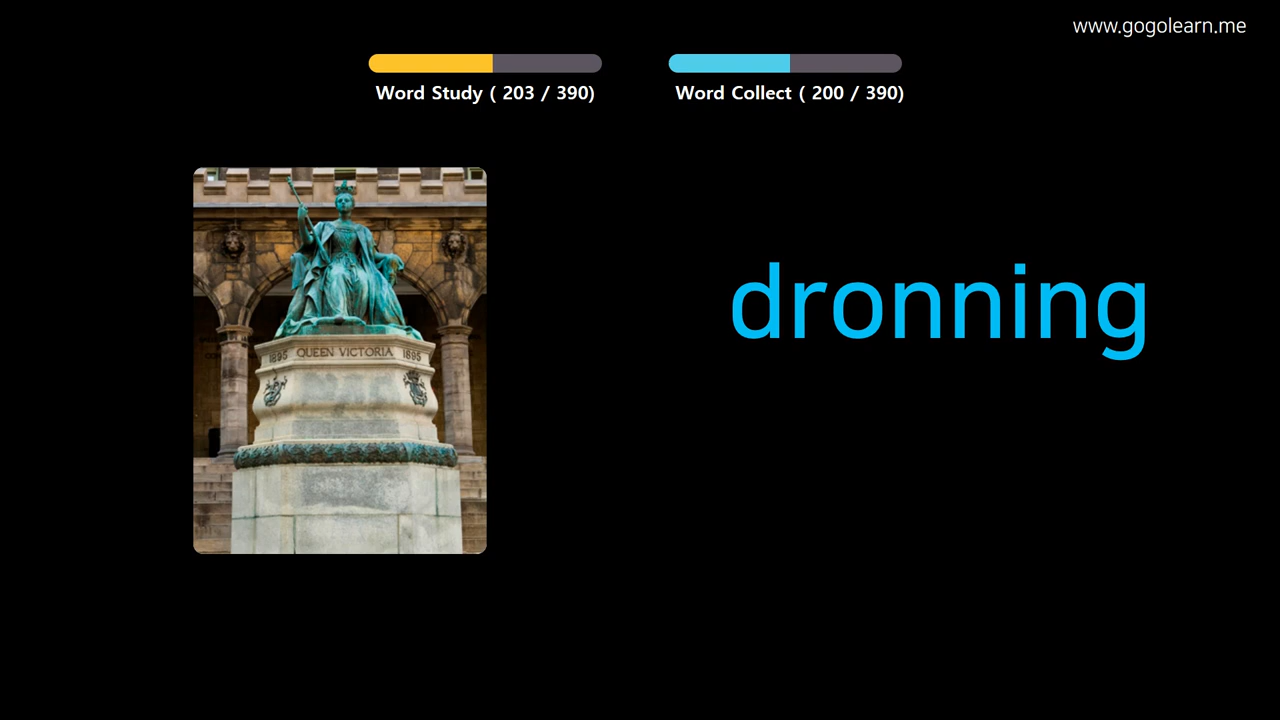 www.gogolearn.me
Word Study ( 203 / 390)
Word Collect ( 200 / 390)
dronning
1895 QUEEN VICTORIA 1895